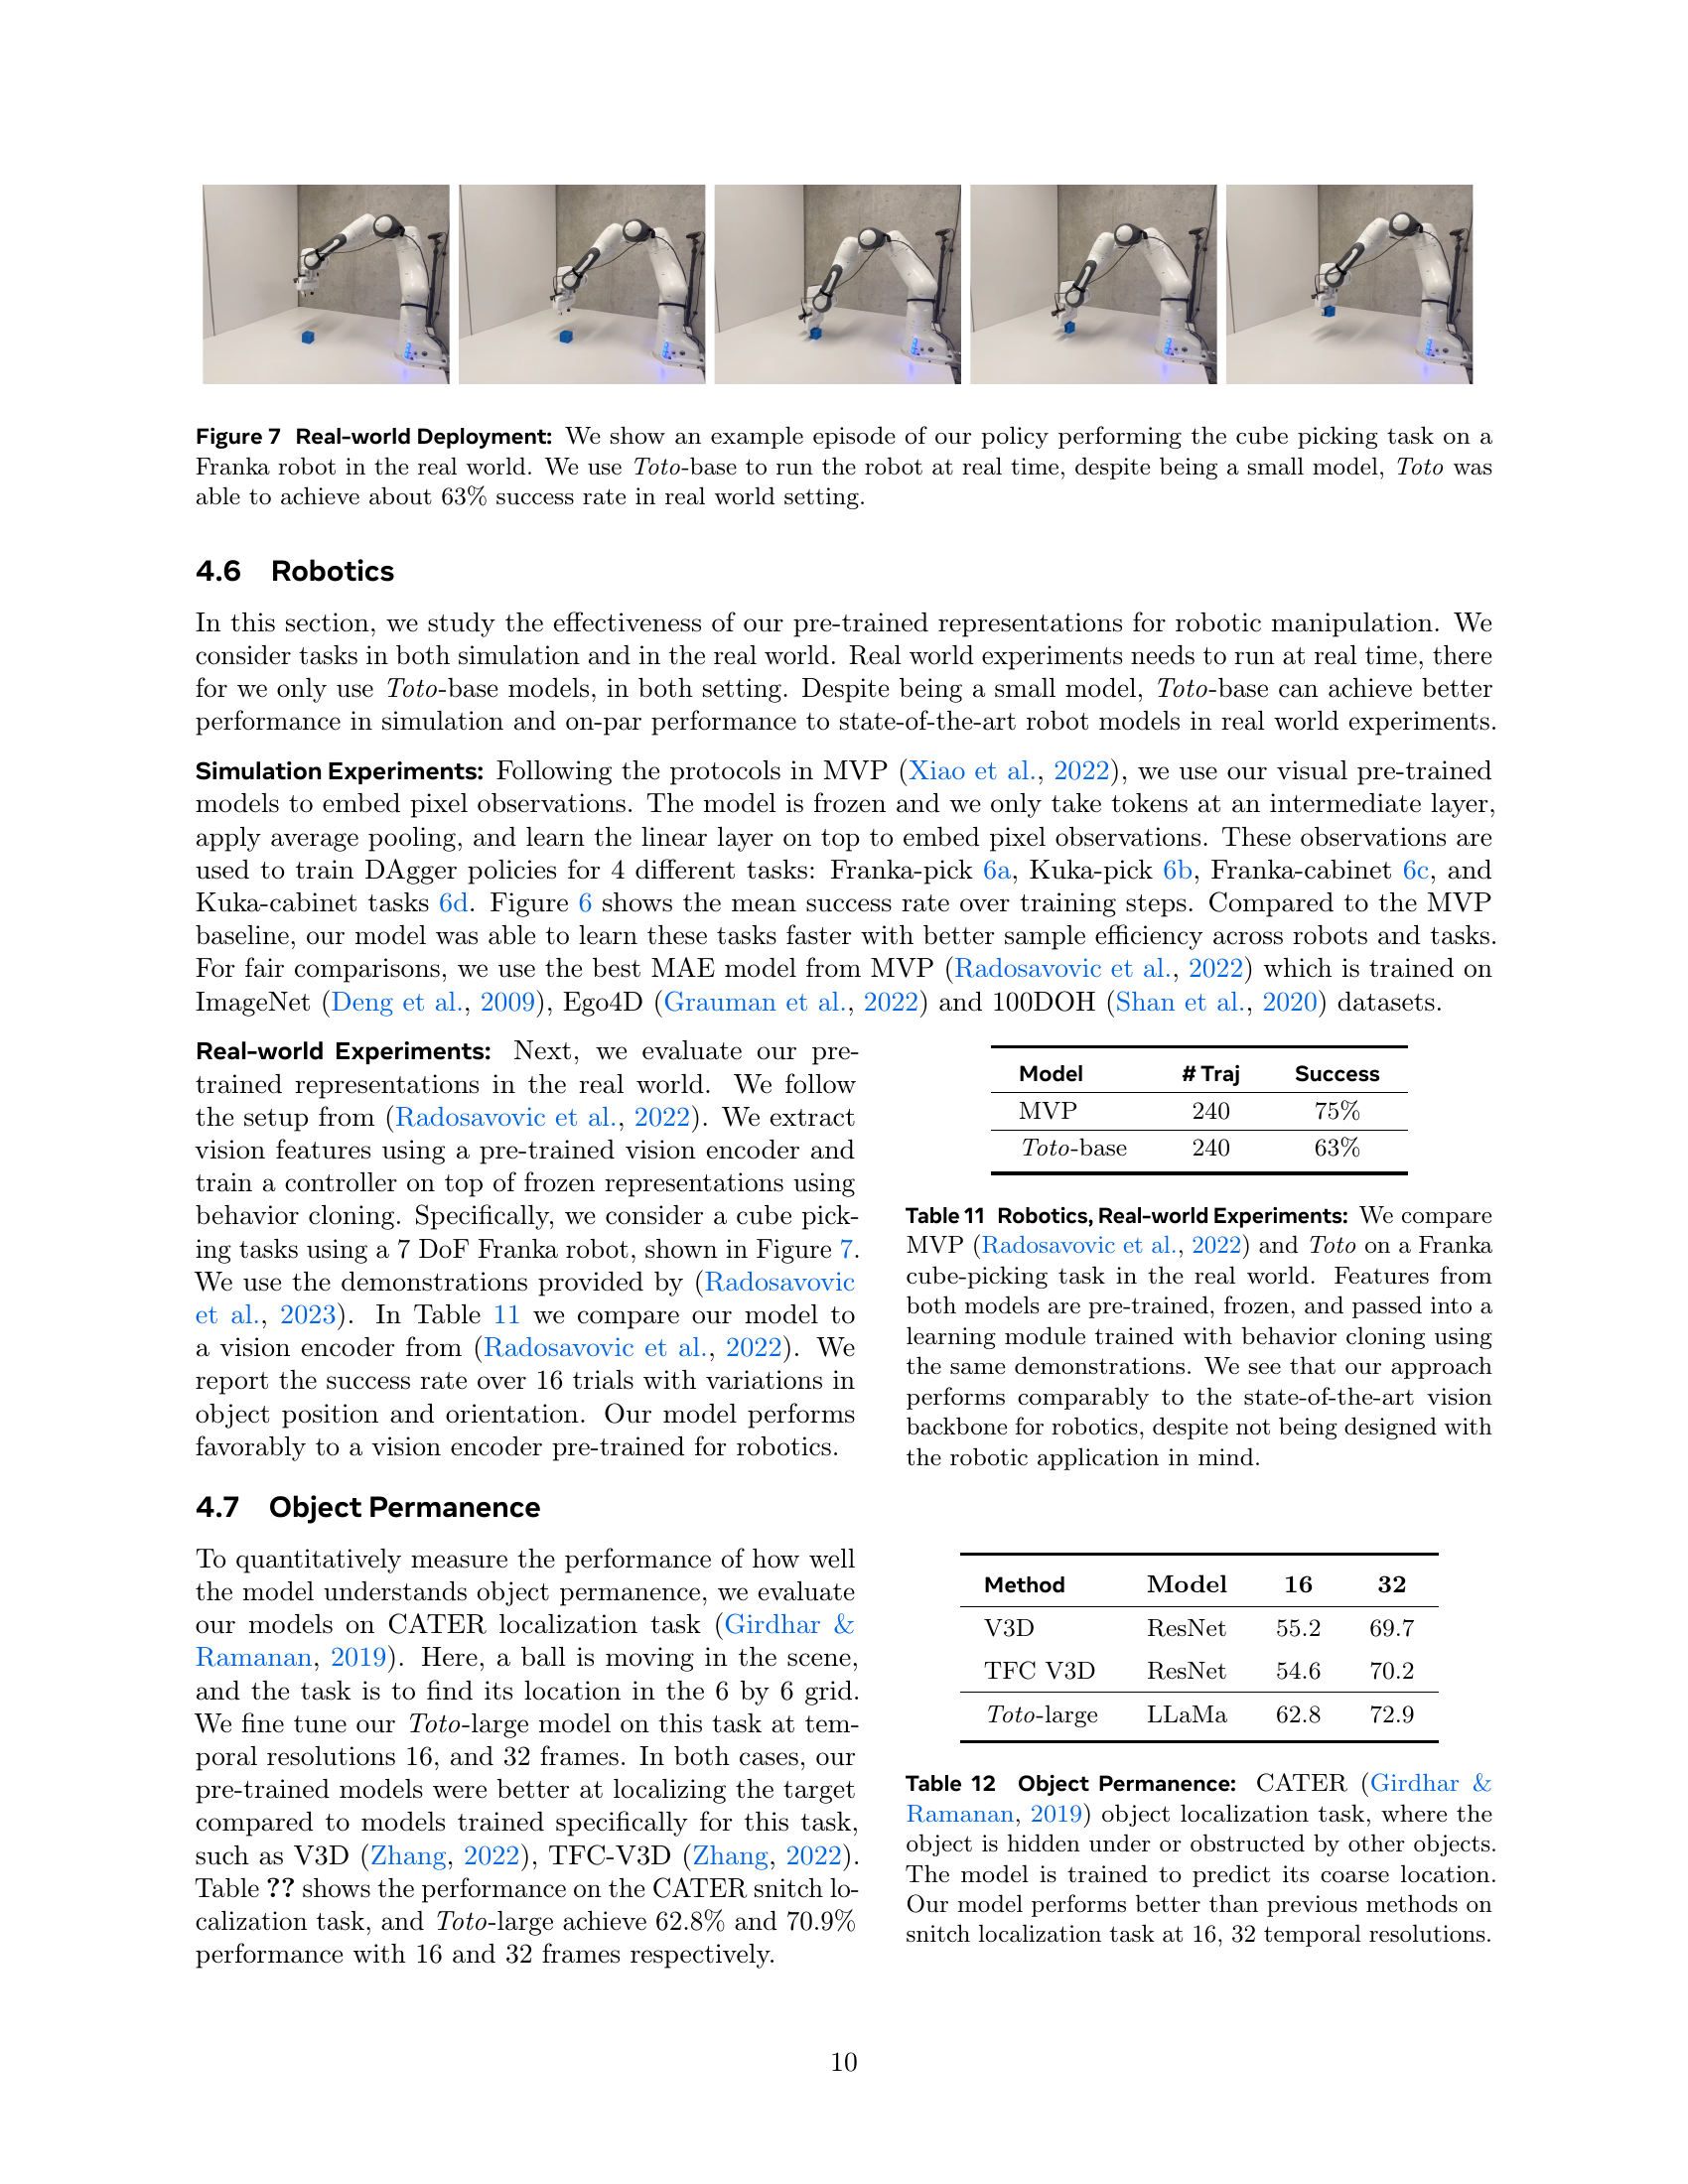 Figure 7 Real-world Deployment: We show an example episode of our policy performing the cube picking task on a
Franka robot in the real world. We use Toto-base to run the robot at real time, despite being a small model, Toto was
able to achieve about 63% success rate in real world setting.
4.6 Robotics
In this section, we study the effectiveness of our pre-trained representations for robotic manipulation. We
consider tasks in both simulation and in the real world. Real world experiments needs to run at real time, there
for we only use Toto-base models, in both setting. Despite being a small model, Toto-base can achieve better
performance in simulation and on-par performance to state-of-the-art robot models in real world experiments.
Simulation Experiments: Following the protocols in MVP (Xiao et al., 2022), we use our visual pre-trained
models to embed pixel observations. The model is frozen and we only take tokens at an intermediate layer,
apply average pooling, and learn the linear layer on top to embed pixel observations. These observations are
used to train DAgger policies for 4 different tasks: Franka-pick 6a, Kuka-pick 6b, Franka-cabinet 6c, and
Kuka-cabinet tasks 6d. Figure 6 shows the mean success rate over training steps. Compared to the MVP
baseline, our model was able to learn these tasks faster with better sample efficiency across robots and tasks.
For fair comparisons, we use the best MAE model from MVP (Radosavovic et al., 2022) which is trained on
ImageNet (Deng et al., 2009), Ego4D (Grauman et al., 2022) and 100DOH (Shan et al., 2020) datasets.
Real-world Experiments: Next, we evaluate our pre-
trained representations in the real world. We follow
the setup from (Radosavovic et al., 2022). We extract
vision features using a pre-trained vision encoder and
train a controller on top of frozen representations using
behavior cloning. Specifically, we consider a cube pick-
ing tasks using a 7 DoF Franka robot, shown in Figure 7.
We use the demonstrations provided by (Radosavovic
et al., 2023). In Table 11 we compare our model to
a vision encoder from (Radosavovic et al., 2022). We
report the success rate over 16 trials with variations in
object position and orientation. Our model performs
favorably to a vision encoder pre-trained for robotics.
Model # Traj Success
MVP 240 75%
Toto-base 240 63%
Table 11 Robotics, Real-world Experiments: We compare
MVP (Radosavovic et al., 2022) and Toto on a Franka
cube-picking task in the real world. Features from
both models are pre-trained, frozen, and passed into a
learning module trained with behavior cloning using
the same demonstrations. We see that our approach
performs comparably to the state-of-the-art vision
backbone for robotics, despite not being designed with
the robotic application in mind.
4.7 Object Permanence
To quantitatively measure the performance of how well
the model understands object permanence, we evaluate
our models on CATER localization task (Girdhar &
Ramanan, 2019). Here, a ball is moving in the scene,
and the task is to find its location in the 6 by 6 grid.
We fine tune our Toto-large model on this task at tem-
poral resolutions 16, and 32 frames. In both cases, our
pre-trained models were better at localizing the target
compared to models trained specifically for this task,
such as V3D (Zhang, 2022), TFC-V3D (Zhang, 2022).
Table ?? shows the performance on the CATER snitch lo-
calization task, and Toto-large achieve 62.8% and 70.9%
performance with 16 and 32 frames respectively.
Method Model 16 32
V3D ResNet 55.2 69.7
TFC V3D ResNet 54.6 70.2
Toto-large LLaMa 62.8 72.9
Table 12 Object Permanence: CATER (Girdhar &
Ramanan, 2019) object localization task, where the
object is hidden under or obstructed by other objects.
The model is trained to predict its coarse location.
Our model performs better than previous methods on
snitch localization task at 16, 32 temporal resolutions.
10